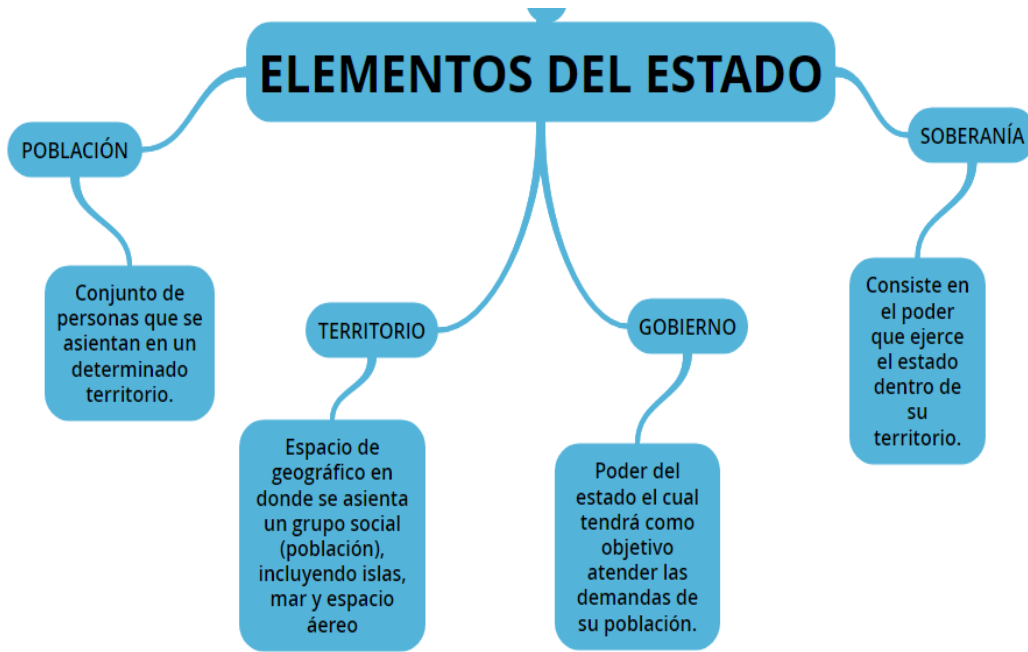 ELEMENTOS DEL ESTADO
POBLACIÓN
Conjunto de
personas que se
asientan en un
determinado
territorio.
TERRITORIO
Espacio de
geográfico en
donde se asienta
un grupo social
(población),
incluyendo islas,
mar y espacio
áereo
GOBIERNO
Poder del
estado el cual
tendrá como
objetivo
atender las
demandas de
su población.
SOBERANÍA
Consiste en
el poder
que ejerce
el estado
dentro de
su
territorio.